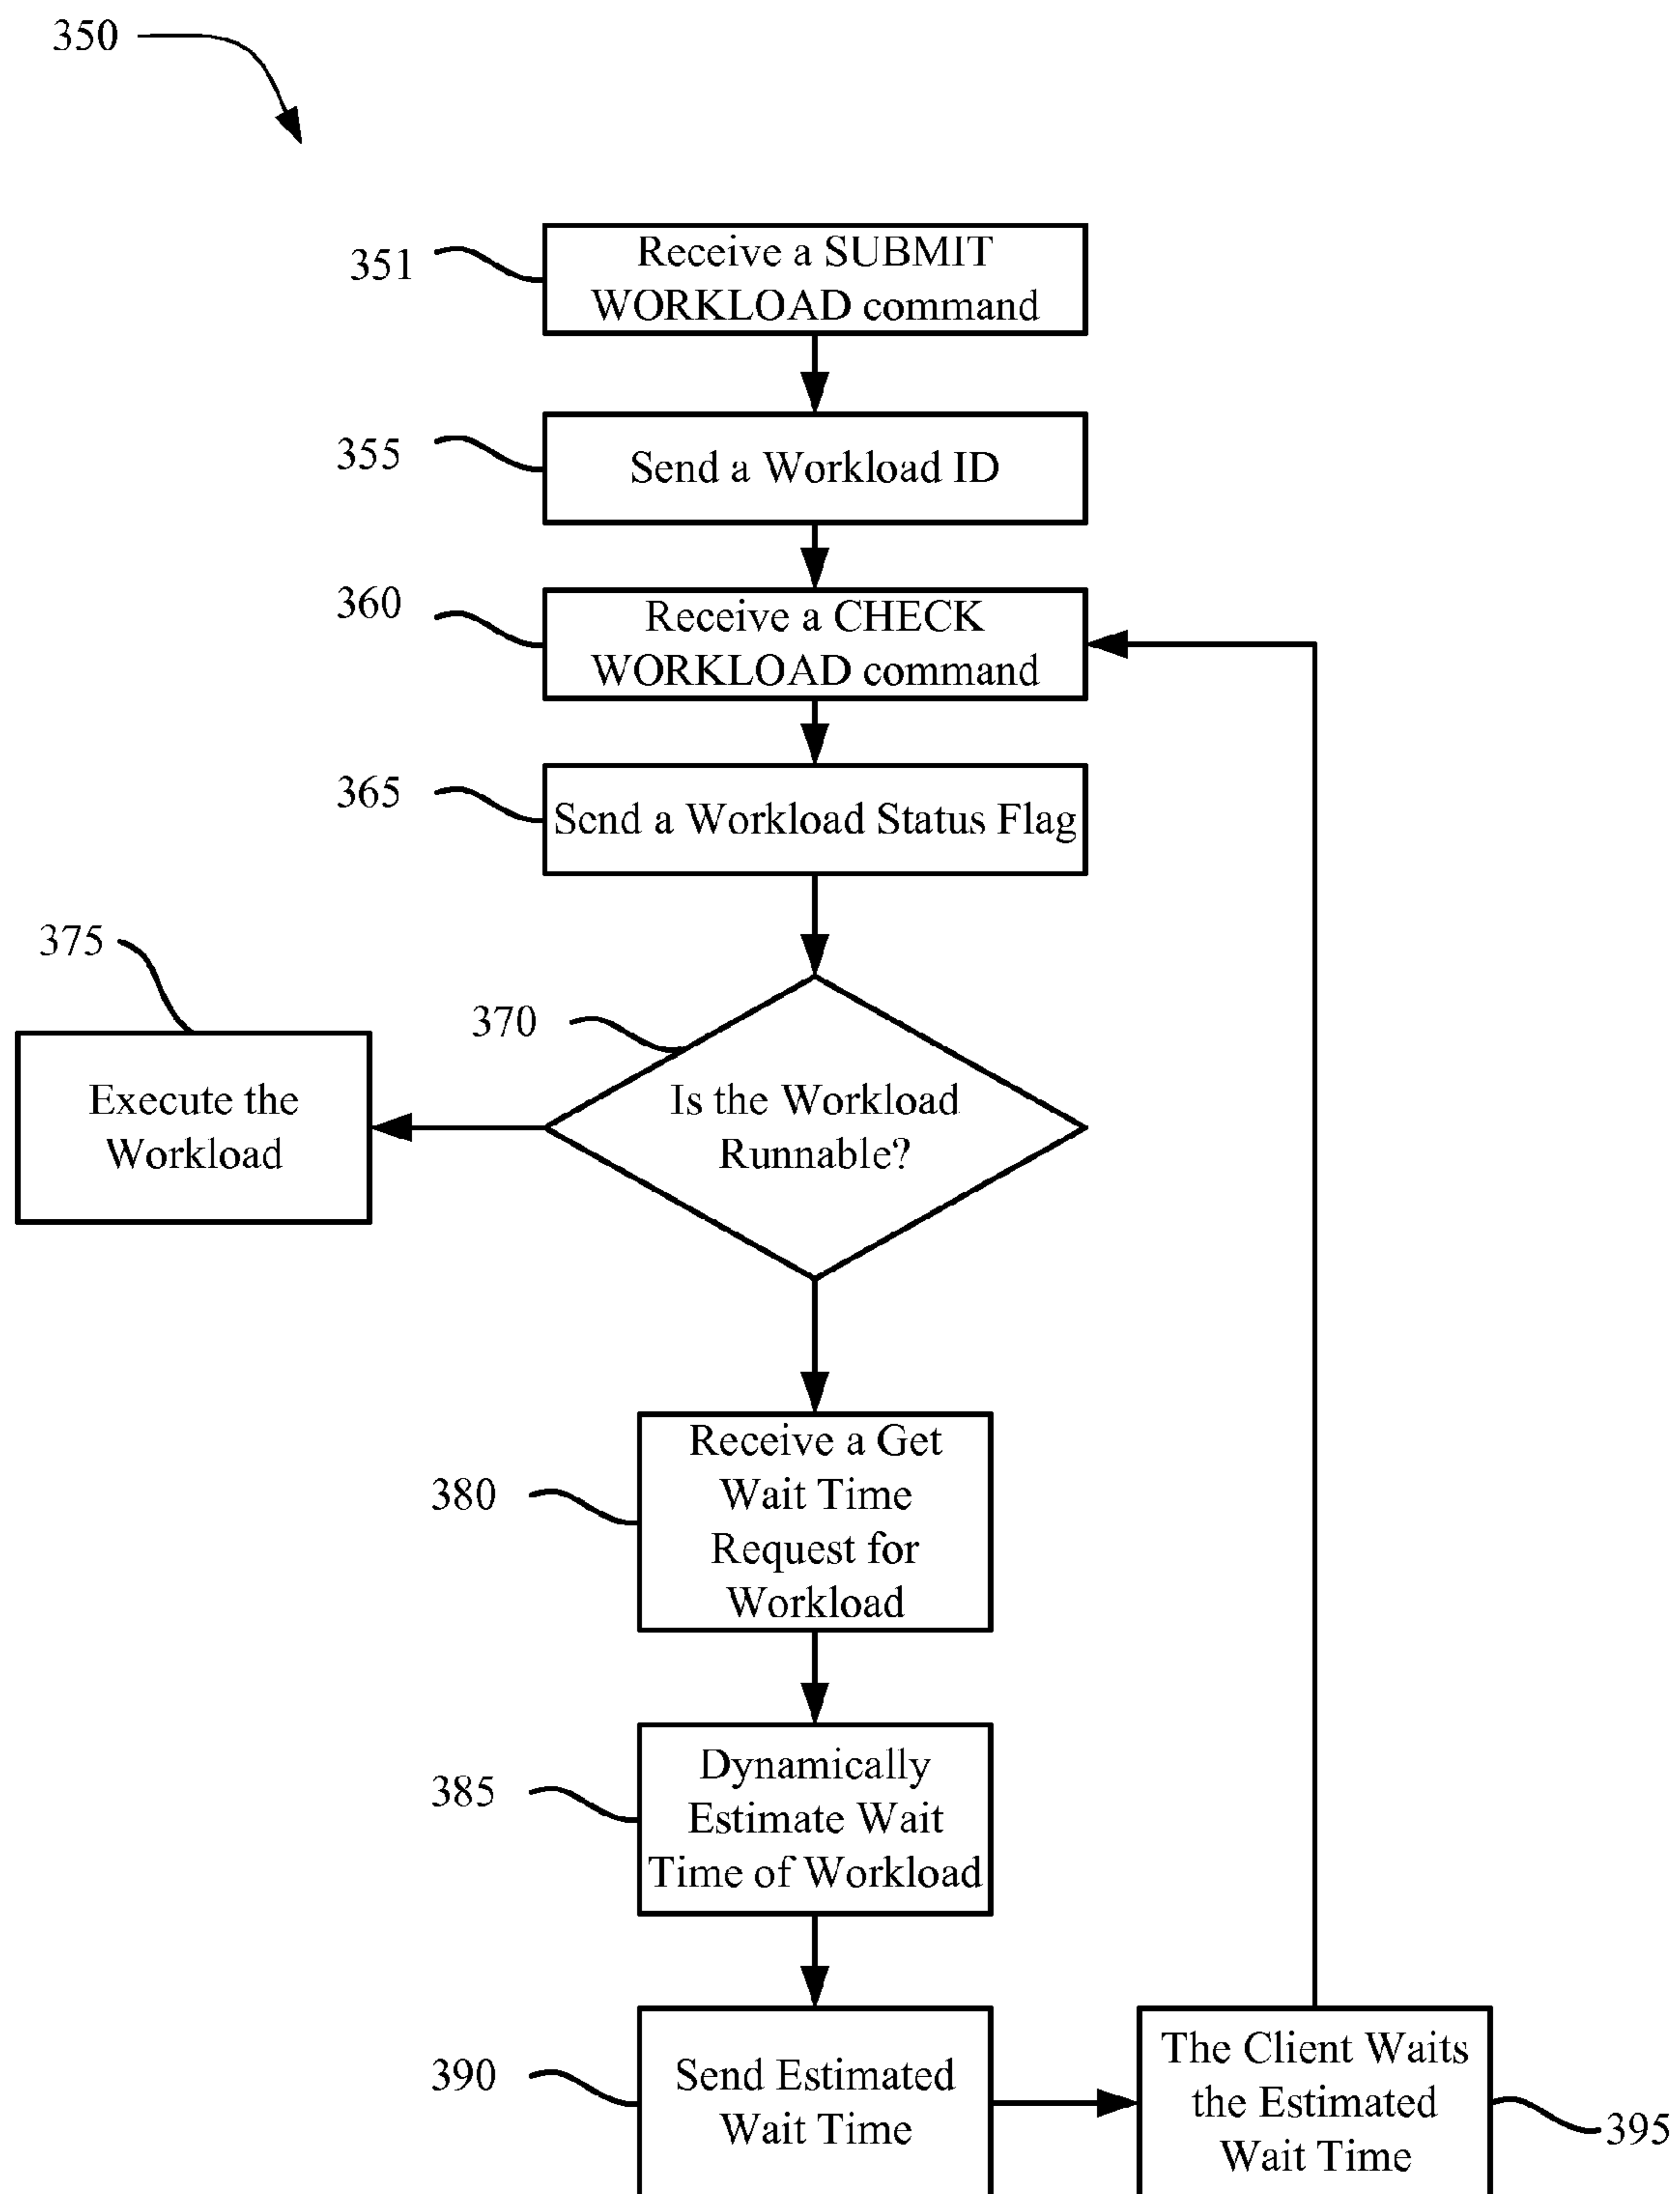 350
351
Receive a SUBMIT
WORKLOAD command
355
Send a Workload ID
360
Receive a CHECK
WORKLOAD command
365
Send a Workload Status Flag
375
370
Execute the
Workload
Is the Workload
Runnable?
380
Receive a Get
Wait Time
Request for
Workload
385
Dynamically
Estimate Wait
Time of Workload
390
Send Estimated
Wait Time
The Client Waits
the Estimated
Wait Time
395